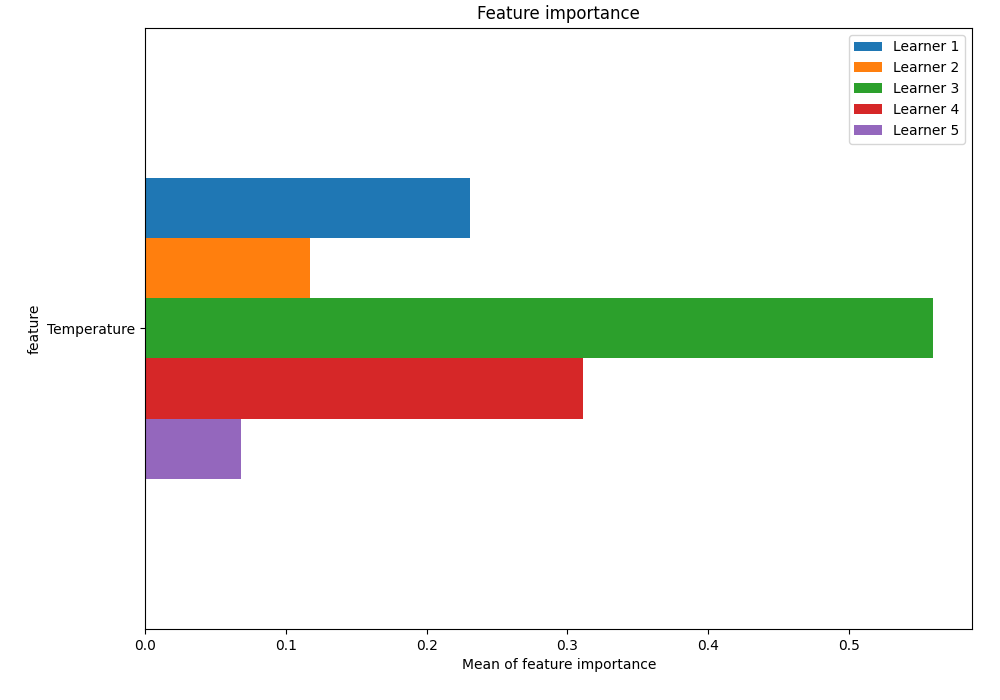 Feature importance
Learner 1
Learner 2
Learner 3
Learner 4
Learner 5
feature
Temperature
0.0 0.1 0.2 0.3 0.4 0.5
Mean of feature importance